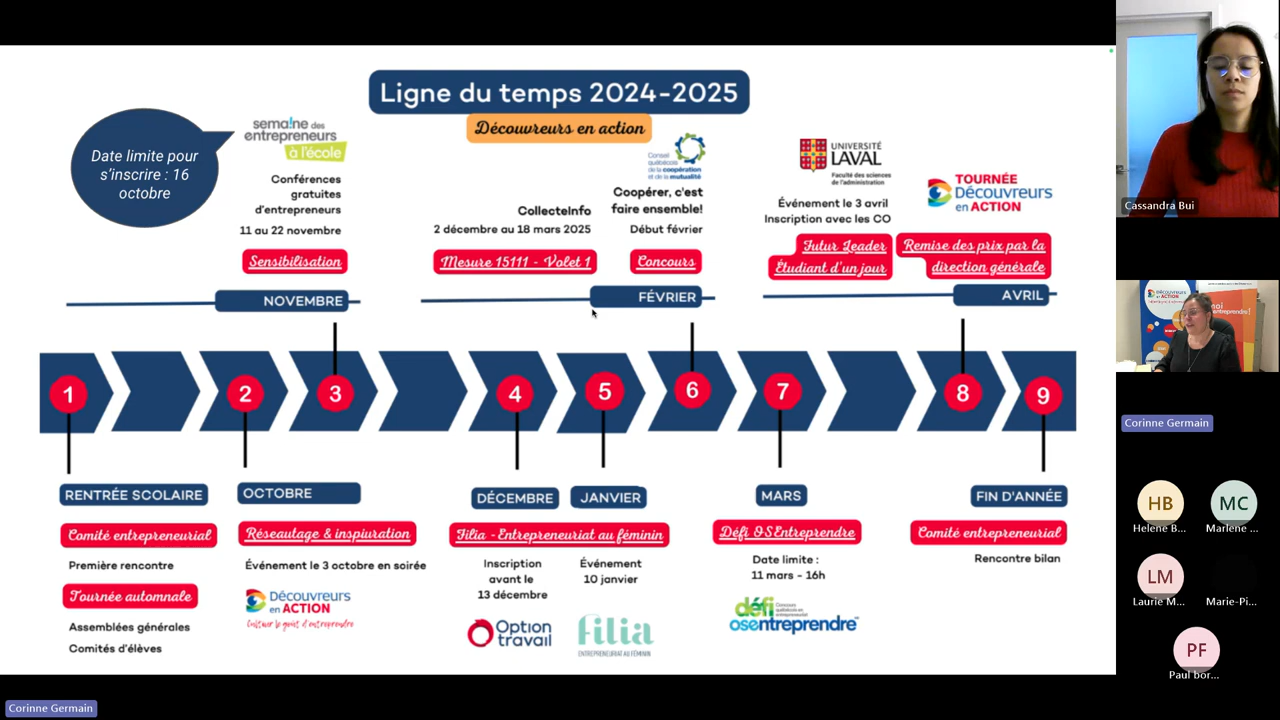 Ligne du temps 2024-2025
Découvreurs en action
Date limite pour
s'inscrire : 16
octobre
sema!ne des
entrepreneurs
à l'école
Conférences
gratuites
d'entrepreneurs
11 au 22 novembre
Sensibilisation
NOVEMBRE
CollecteInfo
2 décembre au 18 mars 2025
Mesure 15111 - Volet 1
Conseil
québécois
de la coopération
et de la mutualité
Coopérer, c'est
faire ensemble!
Début février
Concours
FÉVRIER
UNIVERSITÉ
LAVAL
Faculté des sciences
de l'administration
Événement le 3 avril
Inscription avec les CO
Futur Leader
Étudiant d'un jour
TOURNÉE
Découvreurs
en ACTION
Remise des prix par la
direction générale
AVRIL
1
2
3
4
5
6
7
8
9
RENTRÉE SCOLAIRE
Comité entrepreneurial
Première rencontre
Tournée automnale
Assemblées générales
Comités d'élèves
OCTOBRE
Réseautage & inspiuration
Événement le 3 octobre en soirée
Découvreurs
en ACTION
Cultiver le goût d'entreprendre
DÉCEMBRE
JANVIER
Filia - Entrepreneuriat au féminin
Inscription
avant le
13 décembre
Événement
10 janvier
Option
travail
filia
ENTREPRENEURIAT AU FÉMININ
MARS
Défi OSEntreprendre
Date limite :
11 mars - 16h
défi
osentreprendre
FIN D'ANNÉE
Comité entrepreneurial
Rencontre bilan
Corinne Germain
Cassandra Bui
Découvreurs
en ACTION
moi
entreprendre!
Corinne Germain
HB
Helene B...
MC
Marlene ...
LM
Laurie M...
Marie-Pi...
PF
Paul bor...